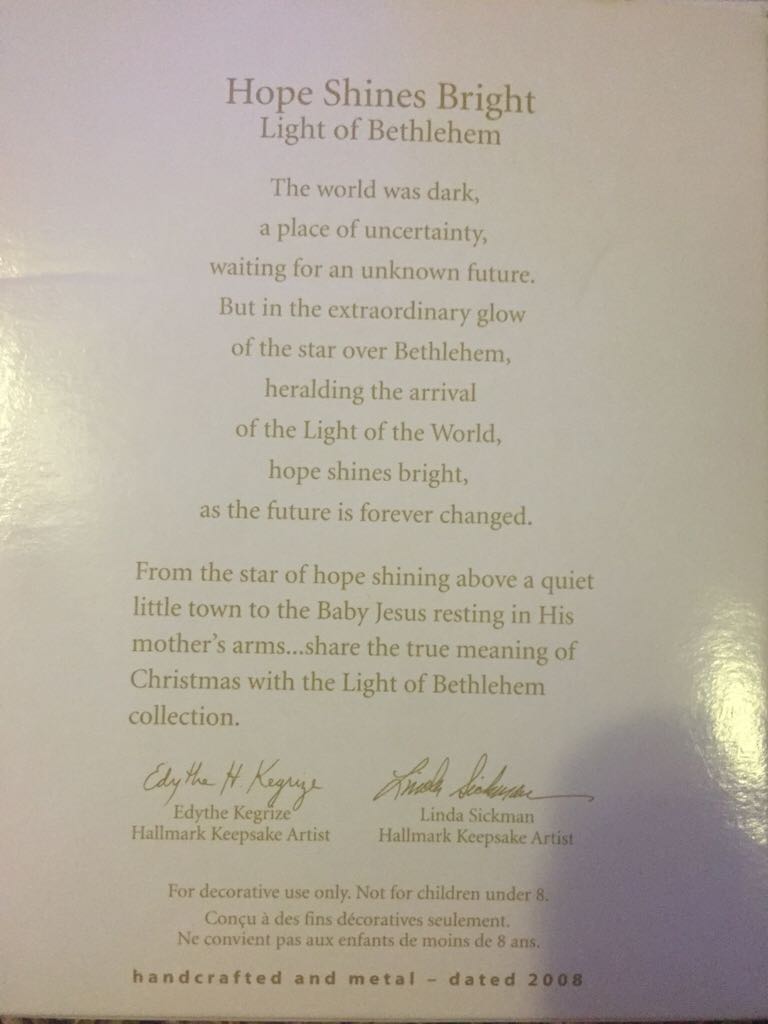 Hope Shines Bright
Light of Bethlehem
The world was dark,
a place of uncertainty,
waiting for an unknown future.
But in the extraordinary glow
of the star over Bethlehem,
heralding the arrival
of the Light of the World,
hope shines bright,
as the future is forever changed.
From the star of hope shining above a quiet
little town to the Baby Jesus resting in His
mother's arms...share the true meaning of
Christmas with the Light of Bethlehem
collection.
Edythe H. Kegrize Linda Sickman
Edythe Kegrize Linda Sickman
Hallmark Keepsake Artist Hallmark Keepsake Artist
For decorative use only. Not for children under 8.
Conçu à des fins décoratives seulement.
Ne convient pas aux enfants de moins de 8 ans.
handcrafted and metal – dated 2008